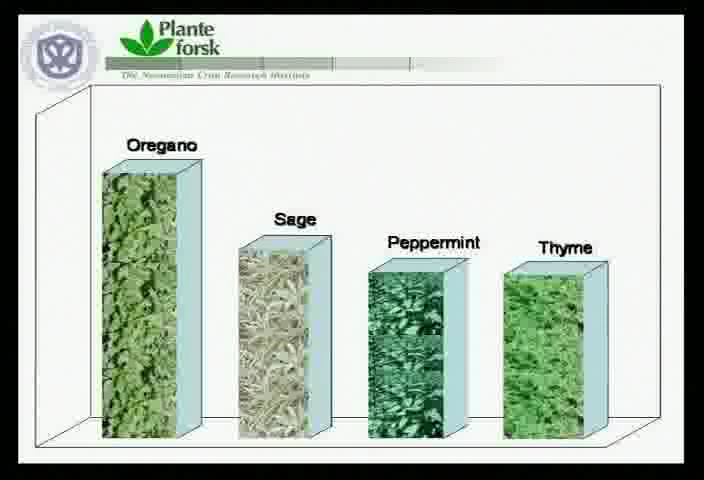 Plante
forsk
The Norwegian Crop Research Institute
Oregano
Sage
Peppermint
Thyme